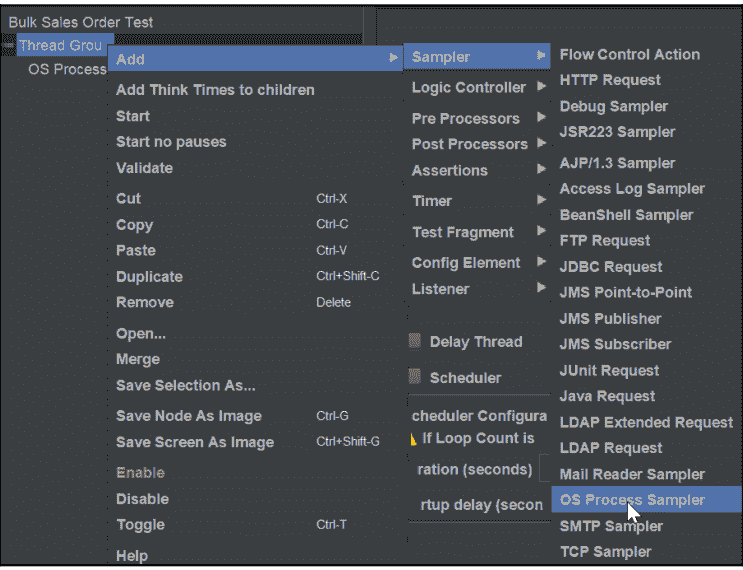 Bulk Sales Order Test
Thread Grou
OS Process
Add
Add Think Times to children
Start
Start no pauses
Validate
Cut Ctrl-X
Copy Ctrl-C
Paste Ctrl-V
Duplicate Ctrl+Shift-C
Remove Delete
Open...
Merge
Save Selection As...
Save Node As Image Ctrl-G
Save Screen As Image Ctrl+Shift-G
Enable
Disable
Toggle Ctrl-T
Help
Sampler
Logic Controller
Pre Processors
Post Processors
Assertions
Timer
Test Fragment
Config Element
Listener
Delay Thread
Scheduler
cheduler Configura
If Loop Count is
ration (seconds)
rtup delay (secon
Flow Control Action
HTTP Request
Debug Sampler
JSR223 Sampler
AJP/1.3 Sampler
Access Log Sampler
BeanShell Sampler
FTP Request
JDBC Request
JMS Point-to-Point
JMS Publisher
JMS Subscriber
JUnit Request
Java Request
LDAP Extended Request
LDAP Request
Mail Reader Sampler
OS Process Sampler
SMTP Sampler
TCP Sampler